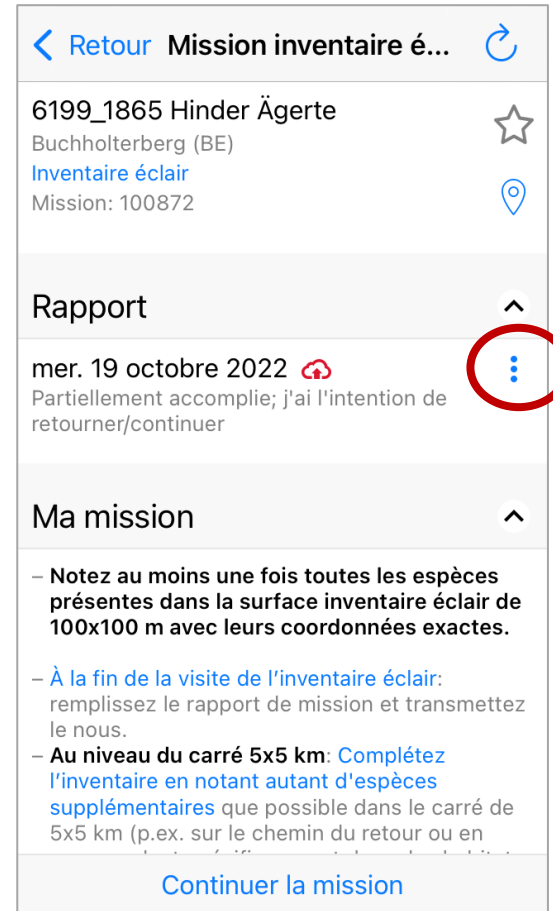 Retour Mission inventaire é...
6199_1865 Hinder Ägerte
Buchholterberg (BE)
Inventaire éclair
Mission: 100872
Rapport
mer. 19 octobre 2022
Partiellement accomplie; j'ai l'intention de
retourner/continuer
Ma mission
– Notez au moins une fois toutes les espèces
présentes dans la surface inventaire éclair de
100x100 m avec leurs coordonnées exactes.
– À la fin de la visite de l’inventaire éclair:
remplissez le rapport de mission et transmettez
le nous.
– Au niveau du carré 5x5 km: Complétez
l’inventaire en notant autant d'espèces
supplémentaires que possible dans le carré de
5x5 km (p.ex. sur le chemin du retour ou en
Continuer la mission